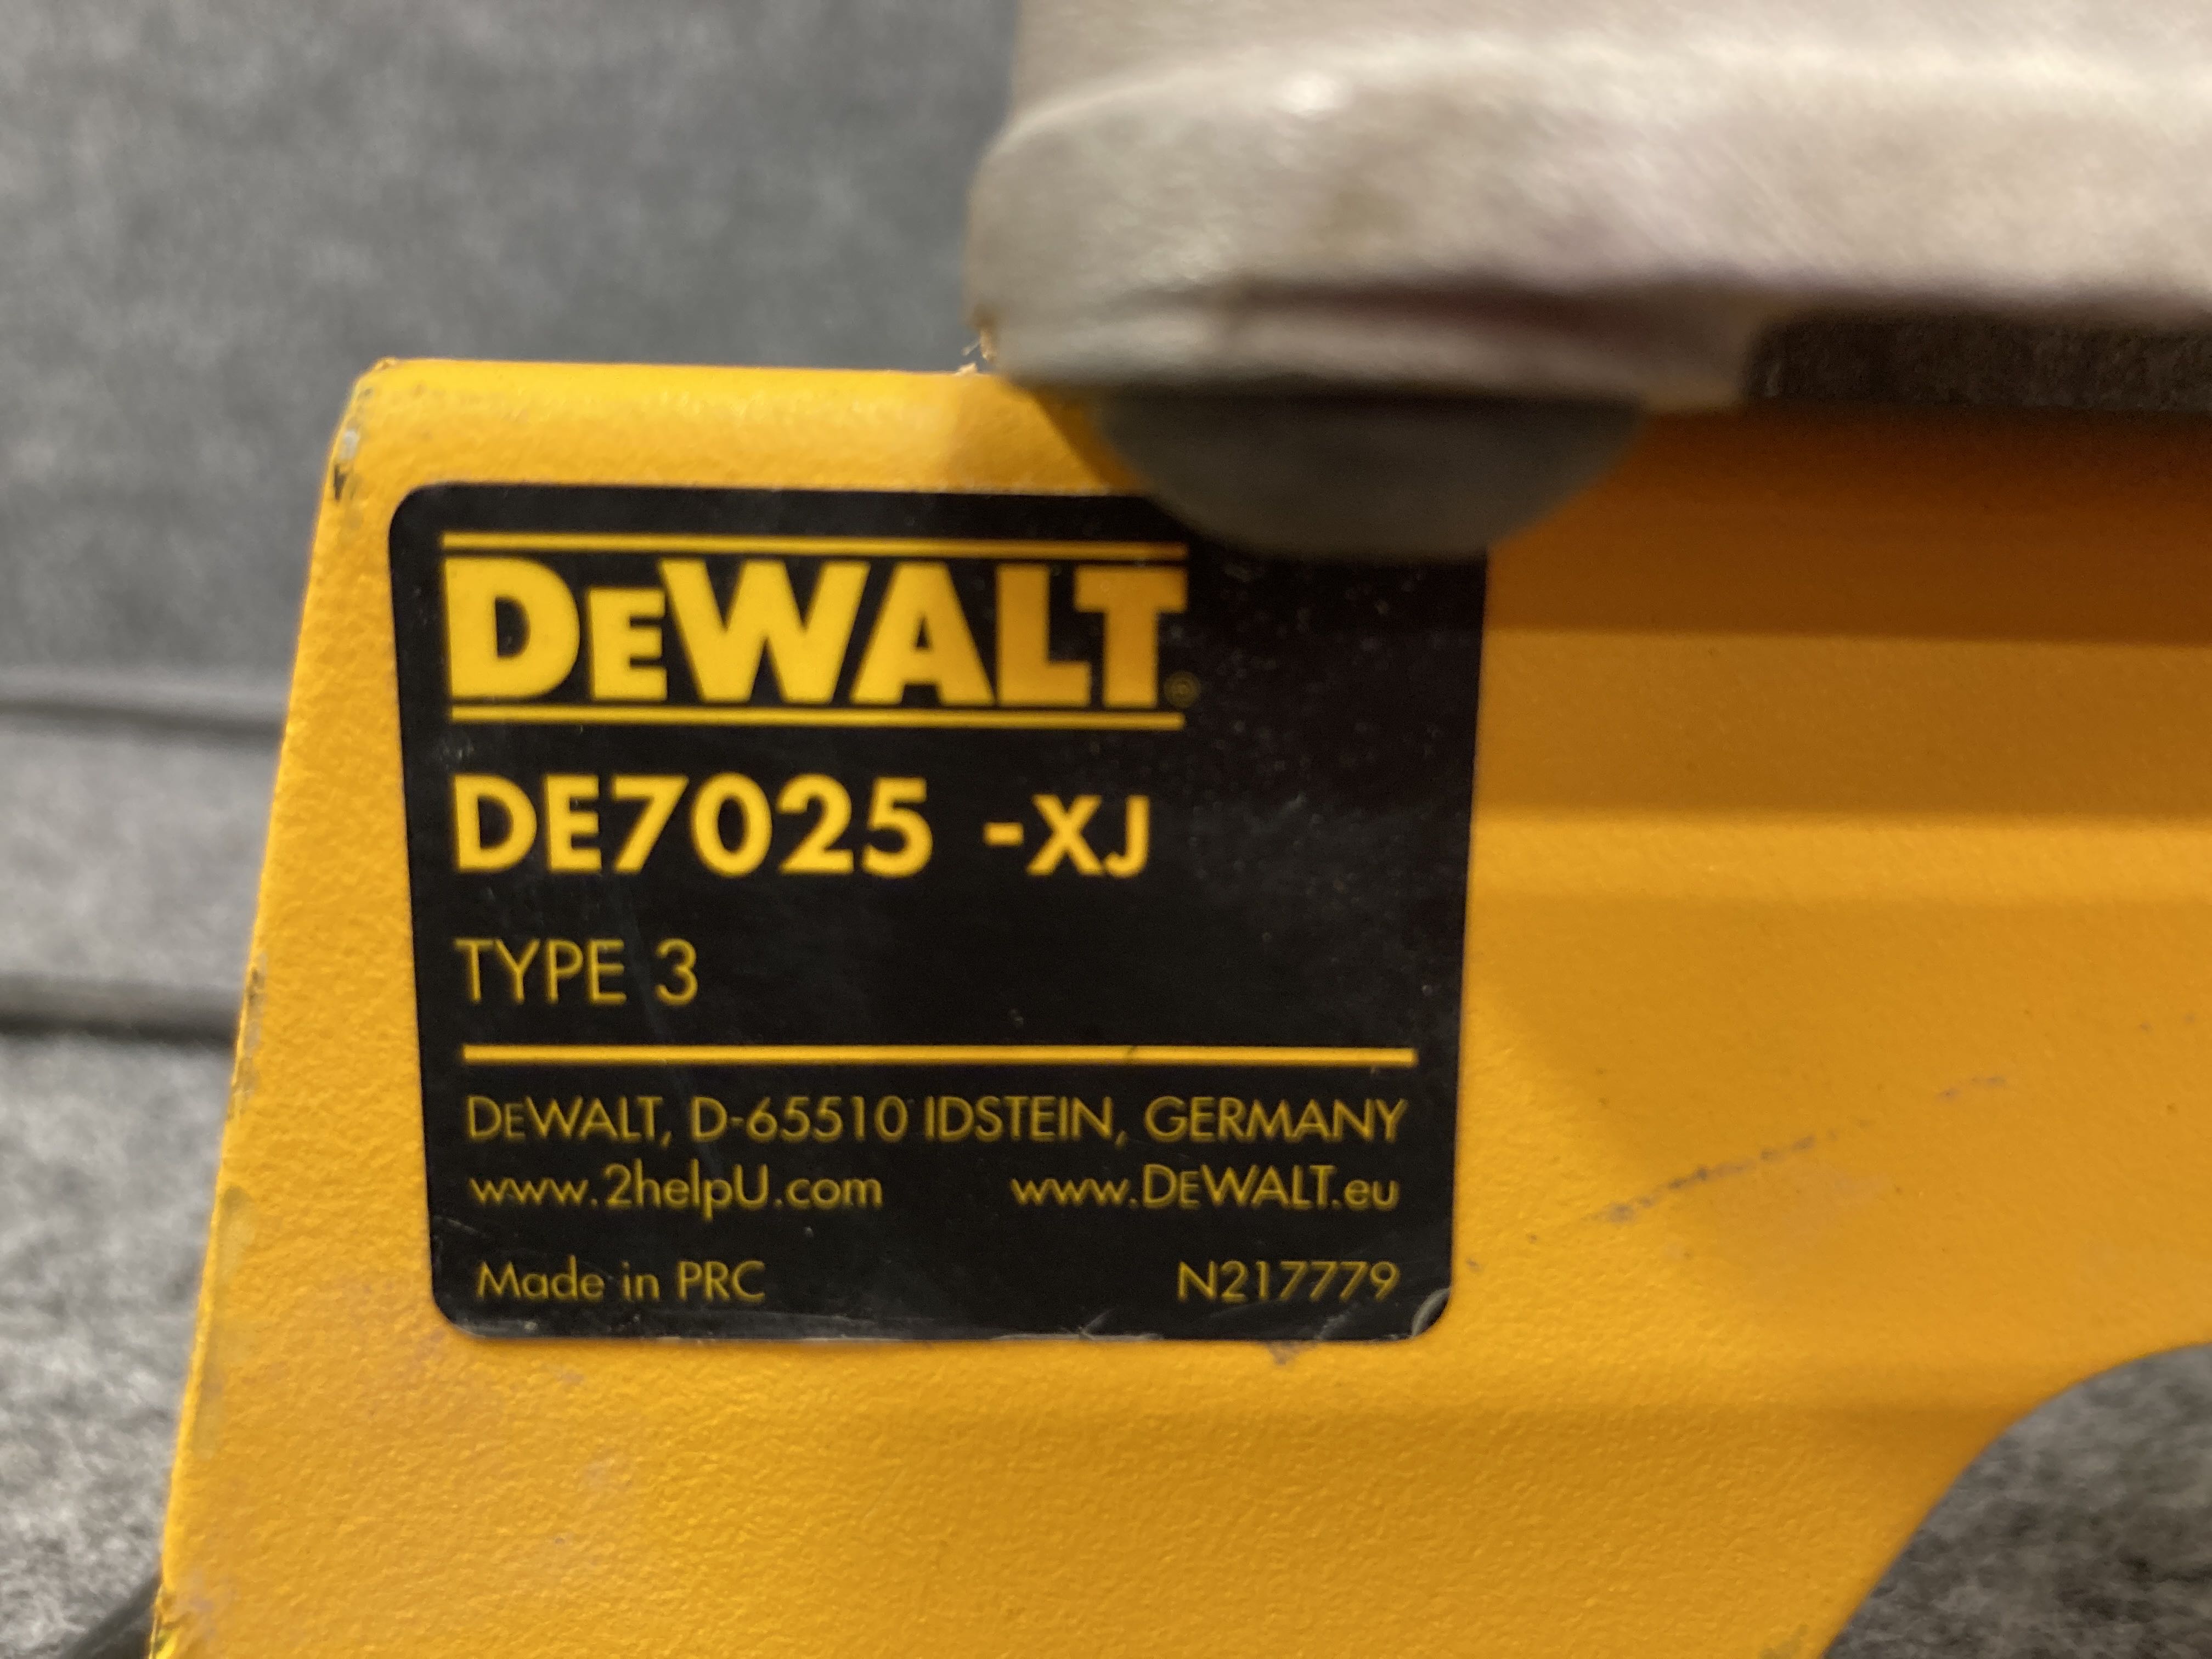 DEWALT®
DE7025 -XJ
TYPE 3
DEWALT, D-65510 IDSTEIN, GERMANY
www.2helpU.com www.DEWALT.eu
Made in PRC N217779